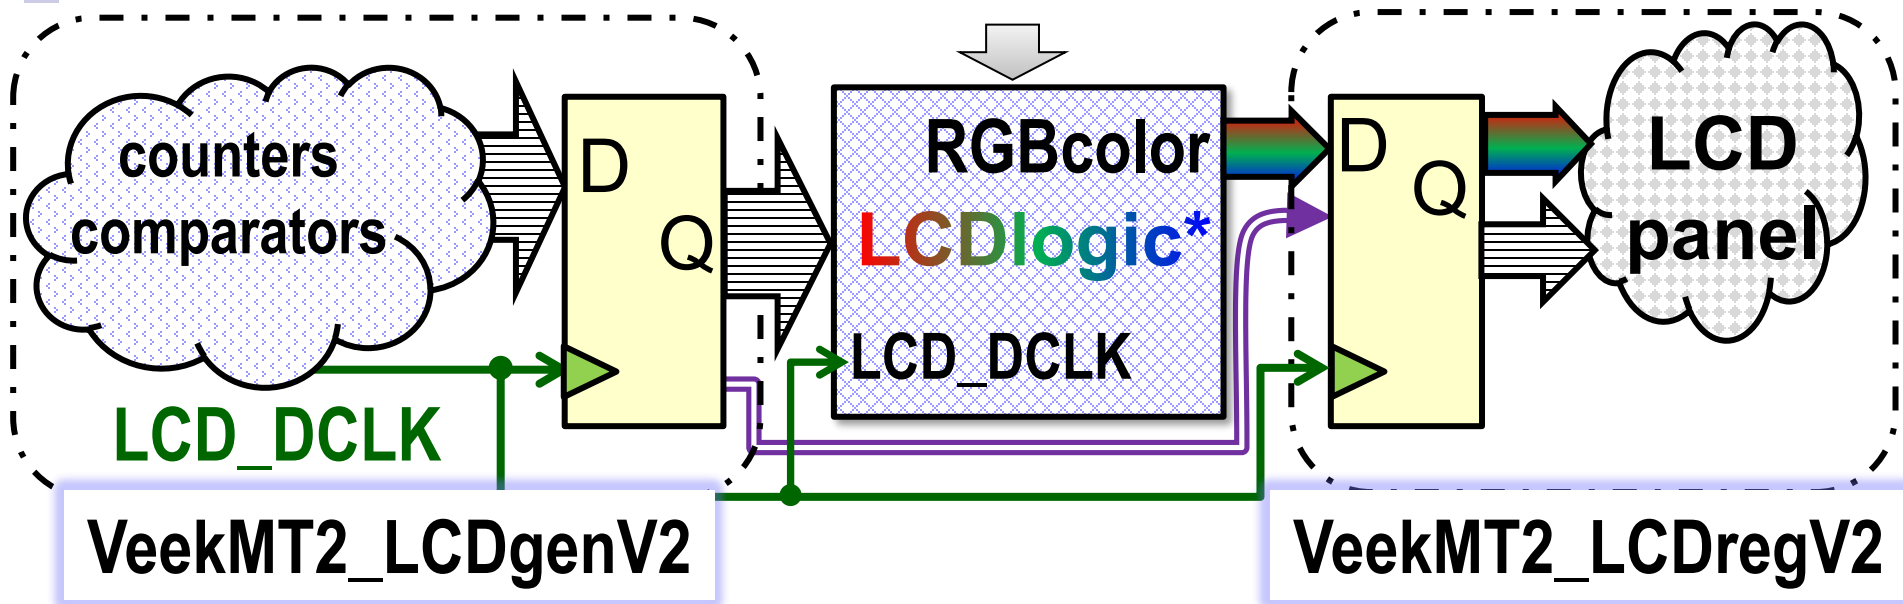 counters
comparators
D
Q
LCD_DCLK
VeekMT2_LCDgenV2
RGBcolor
LCDlogic*
LCD_DCLK
D
Q
LCD
panel
VeekMT2_LCDregV2